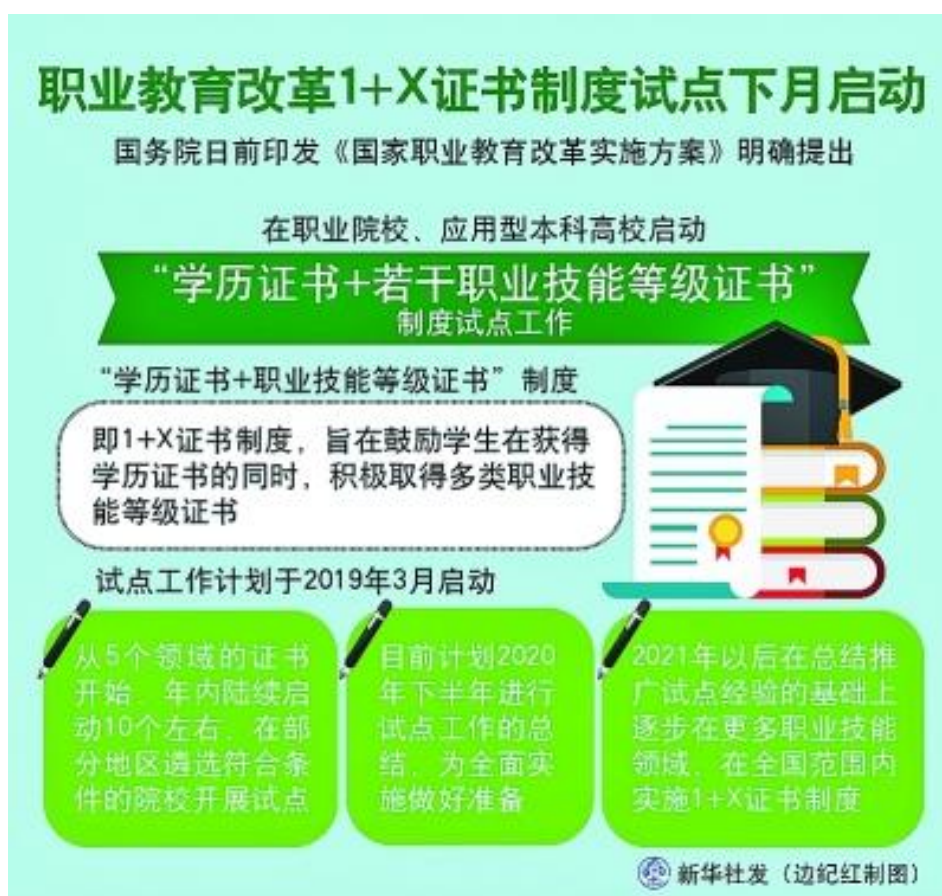 职业教育改革1+X证书制度试点下月启动
国务院日前印发《国家职业教育改革实施方案》明确提出
在职业院校、应用型本科高校启动
“学历证书+若干职业技能等级证书”
制度试点工作
“学历证书+职业技能等级证书”制度
即1+X证书制度，旨在鼓励学生在获得
学历证书的同时，积极取得多类职业技
能等级证书
试点工作计划于2019年3月启动
从5个领域的证书
开始，年内陆续启
动10个左右，在部
分地区遴选符合条
件的院校开展试点
目前计划2020
年下半年进行
试点工作的总
结，为全面实
施做好准备
2021年以后在总结推
广试点经验的基础上
逐步在更多职业技能
领域，在全国范围内
实施1+X证书制度
新华社发（边纪红制图）